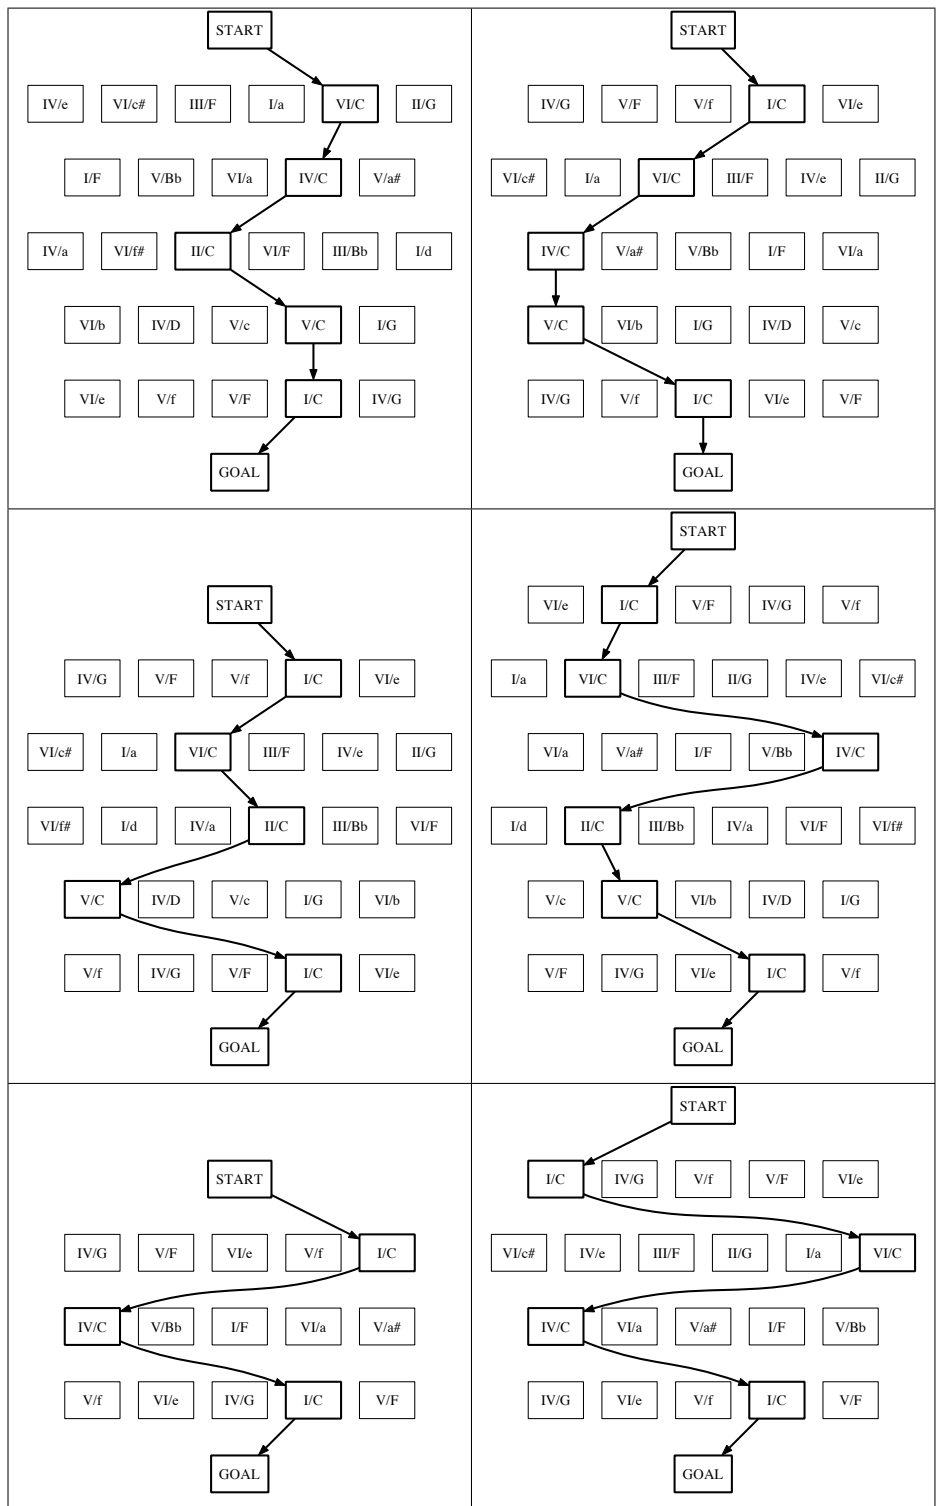 START
IV/e VI/c# III/F I/a VI/C II/G
I/F V/Bb VI/a IV/C V/a#
IV/a VI/f# II/C VI/F III/Bb I/d
VI/b IV/D V/c V/C I/G
VI/e V/f V/F I/C IV/G
GOAL
START
IV/G V/F V/f I/C VI/e
VI/c# I/a VI/C III/F IV/e II/G
IV/C V/a# V/Bb I/F VI/a
V/C VI/b I/G IV/D V/c
IV/G V/f I/C VI/e V/F
GOAL
START
IV/G V/F V/f I/C VI/e
VI/c# I/a VI/C III/F IV/e II/G
VI/f# I/d IV/a II/C III/Bb VI/F
V/C IV/D V/c I/G VI/b
V/f IV/G V/F I/C VI/e
GOAL
START
VI/e I/C V/F IV/G V/f
I/a VI/C III/F II/G IV/e VI/c#
VI/a V/a# I/F V/Bb IV/C
I/d II/C III/Bb IV/a VI/F VI/f#
V/c V/C VI/b IV/D I/G
V/F IV/G VI/e I/C V/f
GOAL
START
IV/G V/F VI/e V/f I/C
IV/C V/Bb I/F VI/a V/a#
V/f VI/e IV/G I/C V/F
GOAL
START
I/C IV/G V/f V/F VI/e
VI/c# IV/e III/F II/G I/a VI/C
IV/C VI/a V/a# I/F V/Bb
IV/G VI/e V/f I/C V/F
GOAL